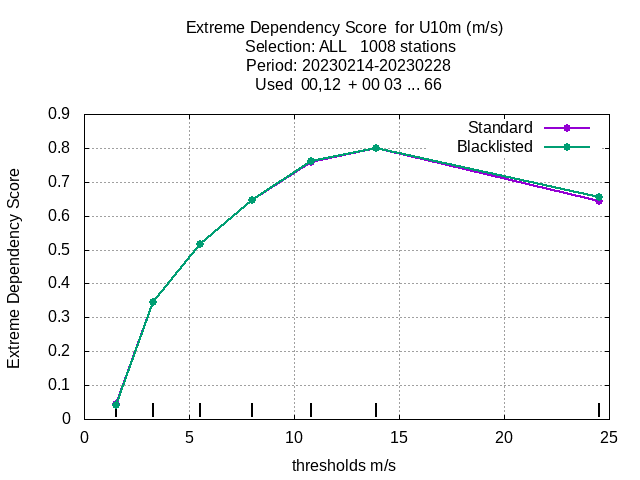 Extreme Dependency Score  for U10m (m/s)
Selection: ALL   1008 stations
Period: 20230214-20230228
Used  00,12  + 00 03 ... 66
Standard
Blacklisted
Extreme Dependency Score
0.9
0.8
0.7
0.6
0.5
0.4
0.3
0.2
0.1
0
0 5 10 15 20 25
thresholds m/s